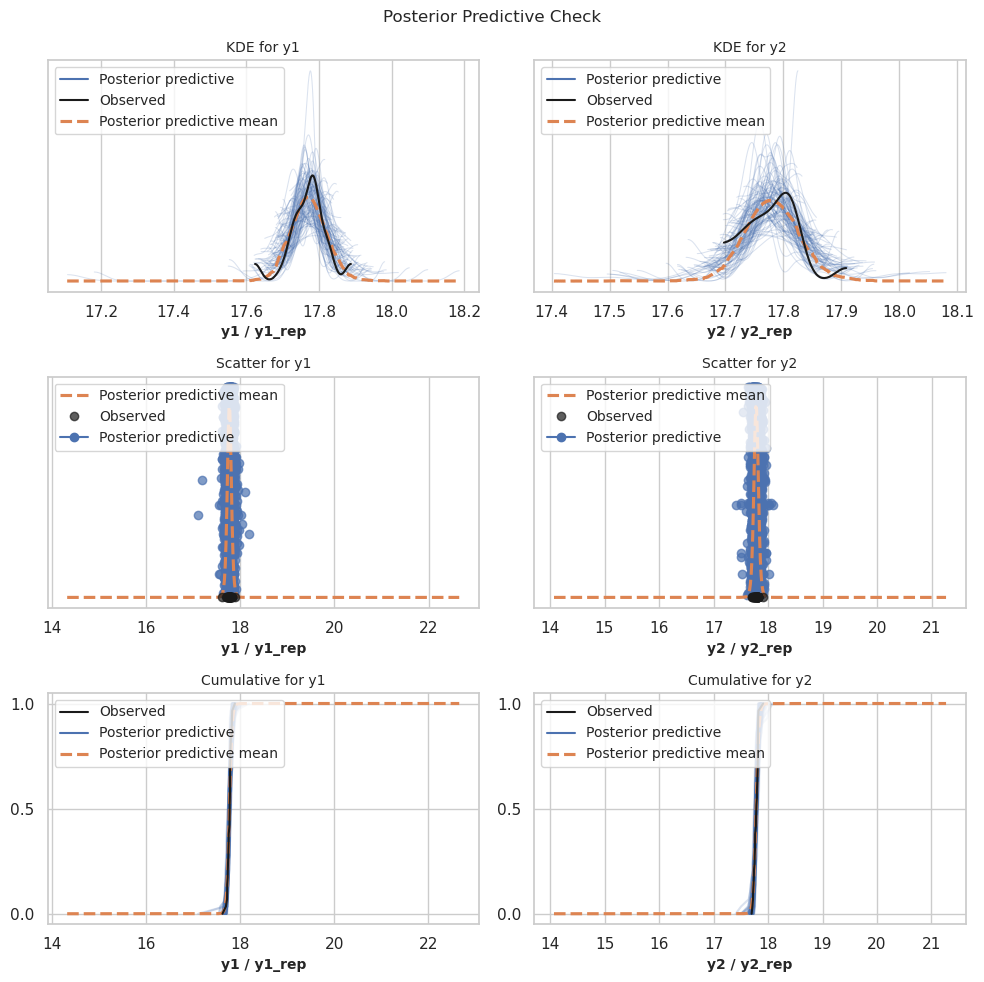 Posterior Predictive Check
KDE for y1
Posterior predictive
Observed
Posterior predictive mean
17.2 17.4 17.6 17.8 18.0 18.2
y1 / y1_rep
KDE for y2
Posterior predictive
Observed
Posterior predictive mean
17.4 17.5 17.6 17.7 17.8 17.9 18.0 18.1
y2 / y2_rep
Scatter for y1
Posterior predictive mean
Observed
Posterior predictive
14 16 18 20 22
y1 / y1_rep
Scatter for y2
Posterior predictive mean
Observed
Posterior predictive
14 15 16 17 18 19 20 21
y2 / y2_rep
Cumulative for y1
1.0
0.5
0.0
Observed
Posterior predictive
Posterior predictive mean
14 16 18 20 22
y1 / y1_rep
Cumulative for y2
1.0
0.5
0.0
Observed
Posterior predictive
Posterior predictive mean
14 15 16 17 18 19 20 21
y2 / y2_rep